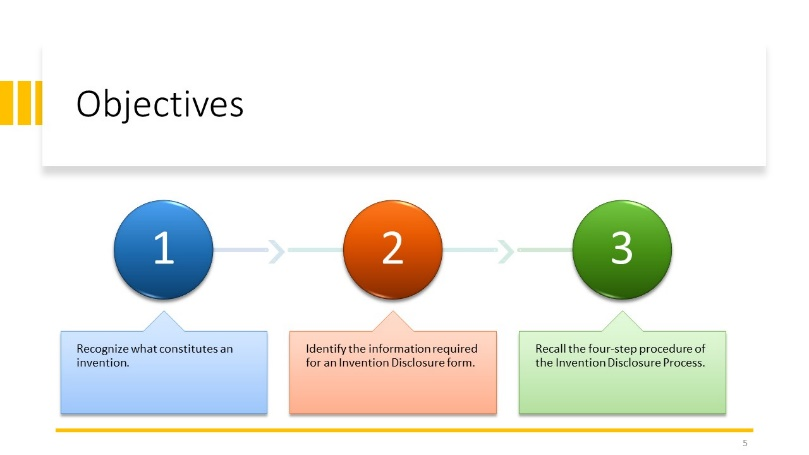 Objectives
1
2
3
Recognize what constitutes an
invention.
Identify the information required
for an Invention Disclosure form.
Recall the four-step procedure of
the Invention Disclosure Process.
5